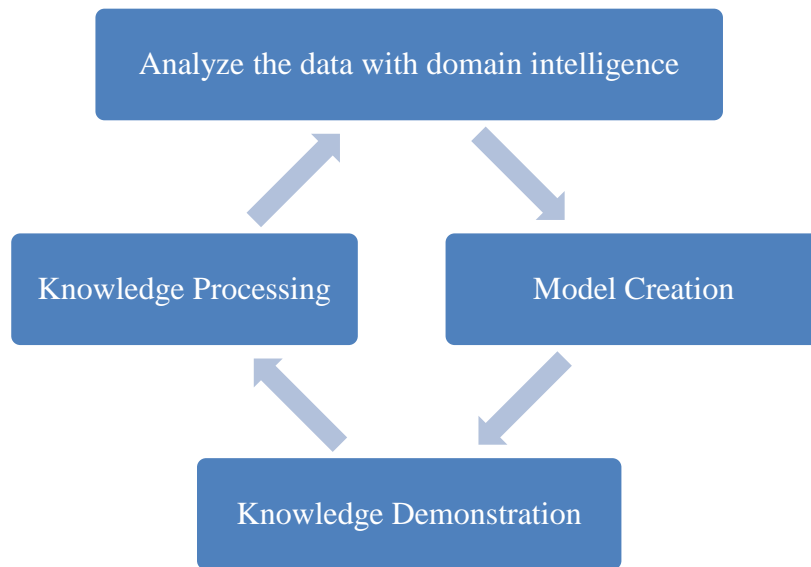 Analyze the data with domain intelligence
Knowledge Processing
Model Creation
Knowledge Demonstration